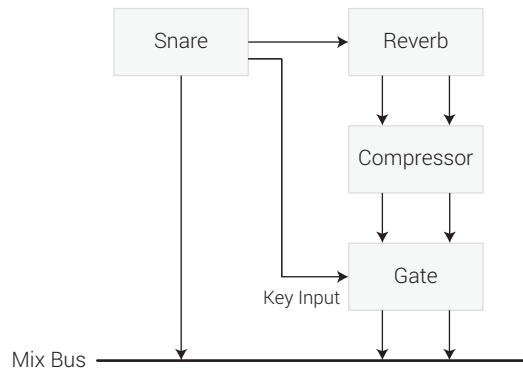 Snare
Reverb
Compressor
Gate
Key Input
Mix Bus